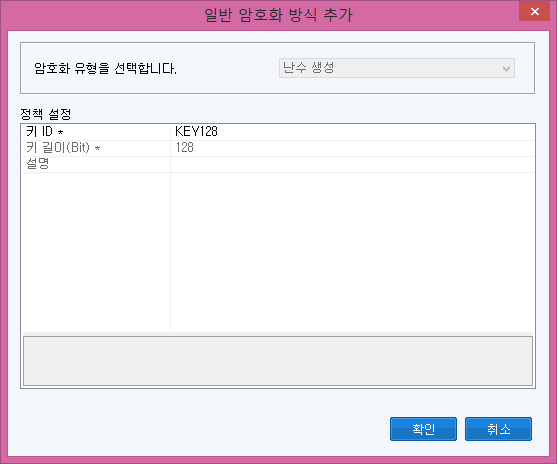 일반 암호화 방식 추가
암호화 유형을 선택합니다. 난수 생성
정책 설정
키 ID * KEY128
키 길이(Bit) * 128
설명
확인 취소